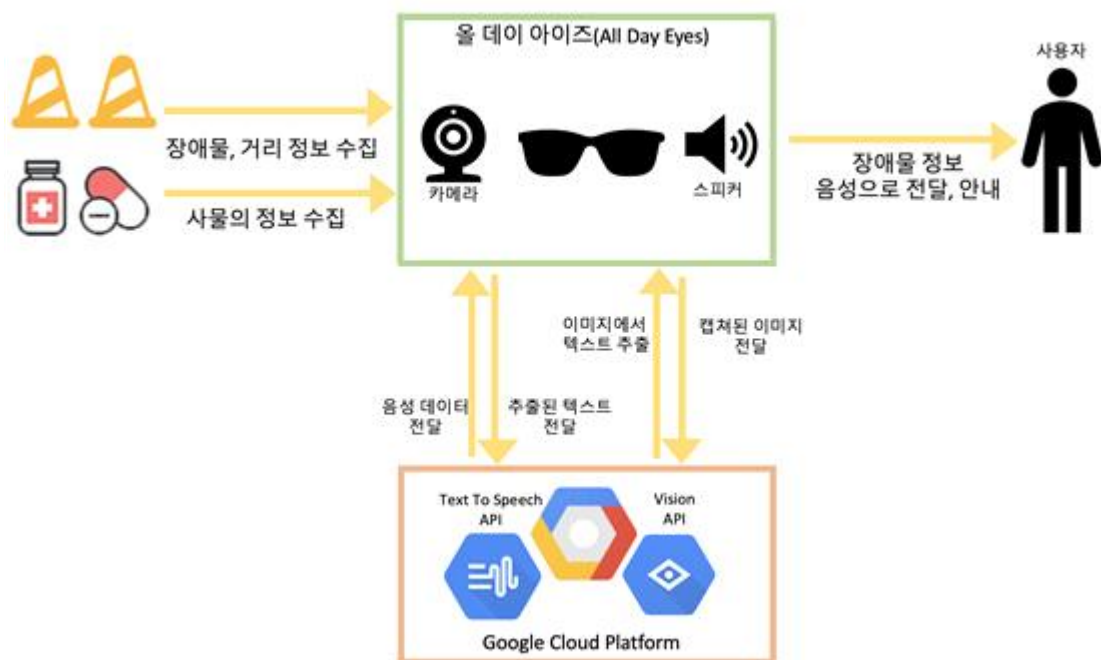 올 데이 아이즈(All Day Eyes)
사용자
장애물, 거리 정보 수집
사물의 정보 수집
카메라
스피커
장애물 정보
음성으로 전달, 안내
이미지에서
텍스트 추출
캡쳐된 이미지
전달
음성 데이터
전달
추출된 텍스트
전달
Text To Speech
API
Vision
API
Google Cloud Platform